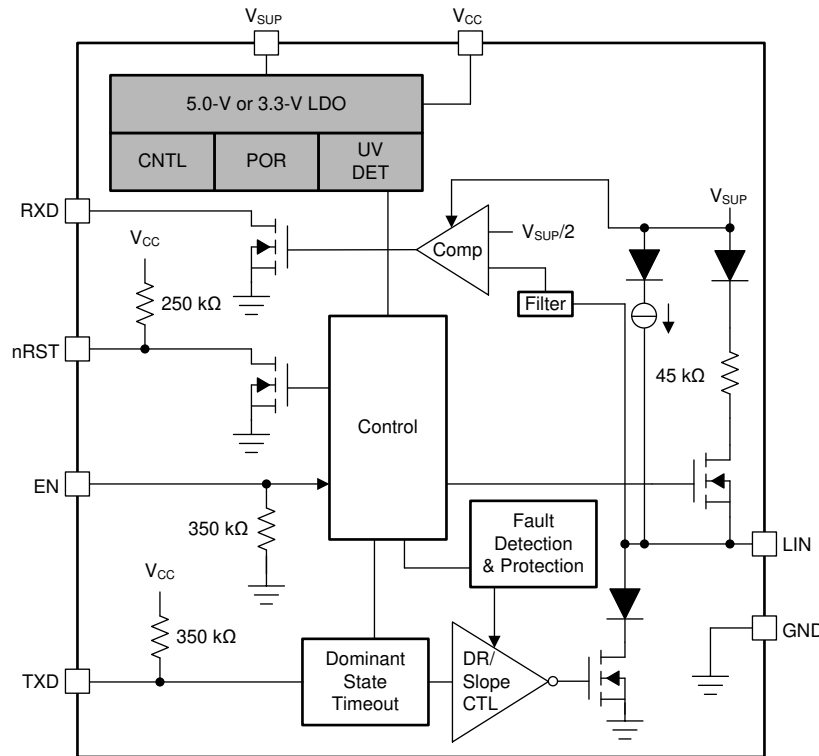 VSUP
VCC
5.0-V or 3.3-V LDO
CNTL
POR
UV
DET
RXD
VCC
Comp
VSUP/2
VSUP
Filter
250 kΩ
nRST
45 kΩ
Control
EN
350 kΩ
Fault
Detection
& Protection
LIN
VCC
350 kΩ
GND
TXD
Dominant
State
Timeout
DR/
Slope
CTL